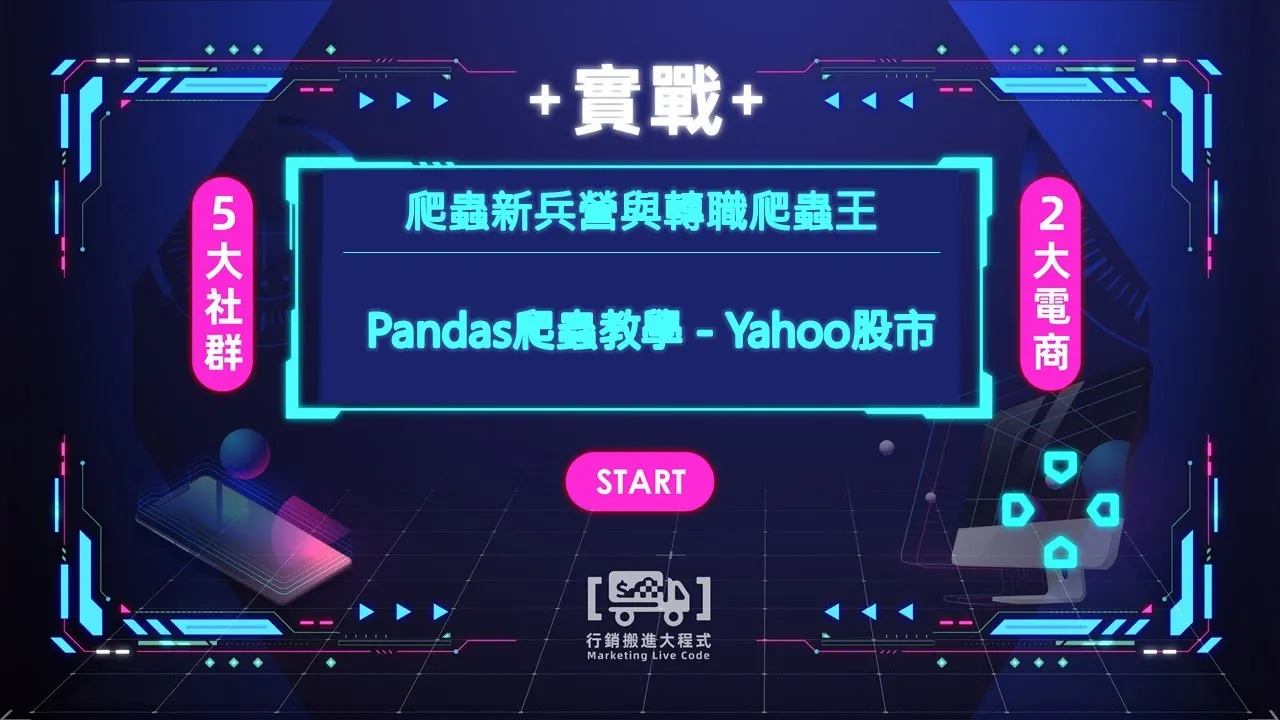 +實戰+
爬蟲新兵營與轉職爬蟲王
5大社群
2大電商
Pandas爬蟲教學 - Yahoo股市
START
$
行銷搬進大程式
Marketing Live Code